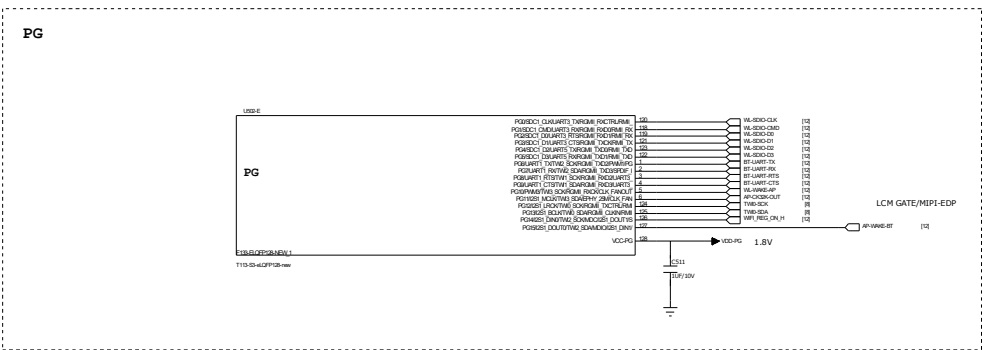 PG
U502-E
PG0/SDC1_CLK/UART3_TX/RGMII_RXCTRL/RMII_ 120 WL-SDIO-CLK [12]
PG1/SDC1_CMD/UART3_RX/RGMII_RXD0/RMII_RX 118 WL-SDIO-CMD [12]
PG2/SDC1_D0/UART3_RTS/RGMII_RXD1/RMII_RX 119 WL-SDIO-D0 [12]
PG3/SDC1_D1/UART3_CTS/RGMII_TXCK/RMII_TX 121 WL-SDIO-D1 [12]
PG4/SDC1_D2/UART5_TX/RGMII_TXD0/RMII_TXD 123 WL-SDIO-D2 [12]
PG5/SDC1_D3/UART5_RX/RGMII_TXD1/RMII_TXD 122 WL-SDIO-D3 [12]
PG6/UART1_TX/TWI2_SCK/RGMII_TXD2/PWM1/PG 1 BT-UART-TX [12]
PG7/UART1_RX/TWI2_SDA/RGMII_TXD3/SPDIF_I 2 BT-UART-RX [12]
PG8/UART1_RTS/TWI1_SCK/RGMII_RXD2/UART3_ 3 BT-UART-RTS [12]
PG9/UART1_CTS/TWI1_SDA/RGMII_RXD3/UART3_ 4 BT-UART-CTS [12]
PG10/PWM3/TWI3_SCK/RGMII_RXCK/CLK_FANOUT 5 WL-WAKE-AP [12]
PG11/I2S1_MCLK/TWI3_SDA/EPHY_25M/CLK_FAN 6 AP-CK32K-OUT [12]
PG12/I2S1_LRCK/TWI0_SCK/RGMII_TXCTRL/RMI 124 TWI0-SCK [8]
PG13/I2S1_BCLK/TWI0_SDA/RGMII_CLKIN/RMII 125 TWI0-SDA [8]
PG14/I2S1_DIN0/TWI2_SCK/MDC/I2S1_DOUT1/S 126 WIFI_REG_ON_H [12]
PG15/I2S1_DOUT0/TWI2_SDA/MDIO/I2S1_DIN1/ 127 AP-WAKE-BT [12]
LCM GATE/MIPI-EDP
PG
VCC-PG 128 VDD-PG 1.8V
F133-ELQFP128-NEW_1
T113-S3-eLQFP128-new
C511
1UF/10V